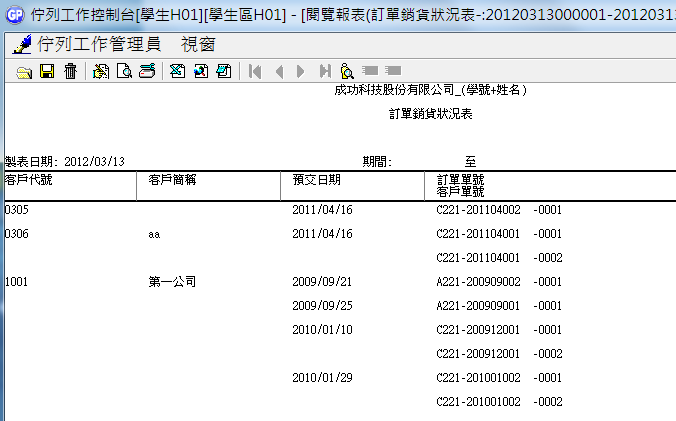 GP 佇列工作控制台[學生H01][學生區H01] - [閱覽報表(訂單銷貨狀況表-:20120313000001-2012031
佇列工作管理員 視窗
成功科技股份有限公司_(學號+姓名)
訂單銷貨狀況表
製表日期: 2012/03/13 期間: 至
客戶代號 客戶簡稱 預交日期 訂單單號
客戶單號
0305 2011/04/16 C221-201104002 -0001
0306 aa 2011/04/16 C221-201104001 -0001
C221-201104001 -0002
1001 第一公司 2009/09/21 A221-200909002 -0001
2009/09/25 A221-200909001 -0001
2010/01/10 C221-200912001 -0001
C221-200912001 -0002
2010/01/29 C221-201001002 -0001
C221-201001002 -0002